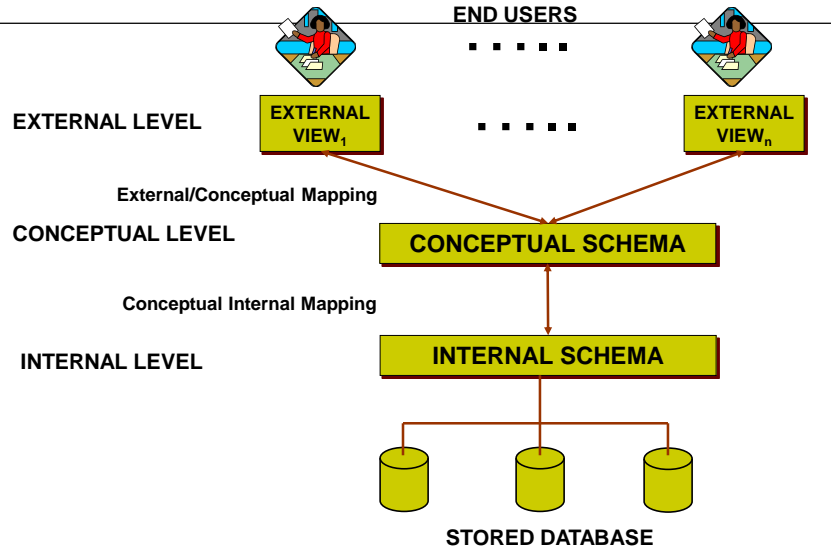 END USERS
EXTERNAL LEVEL
EXTERNAL
VIEW1
EXTERNAL
VIEWn
External/Conceptual Mapping
CONCEPTUAL LEVEL
CONCEPTUAL SCHEMA
Conceptual Internal Mapping
INTERNAL LEVEL
INTERNAL SCHEMA
STORED DATABASE